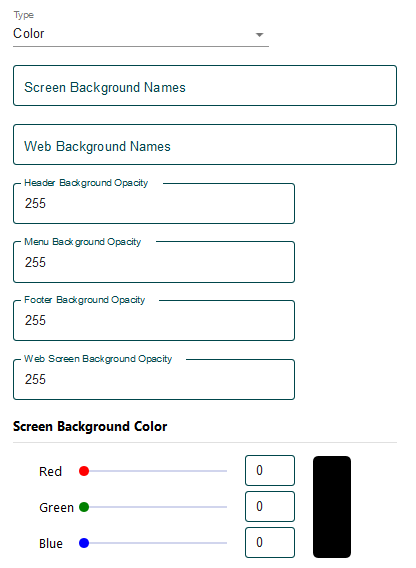 Type
Color
Screen Background Names
Web Background Names
Header Background Opacity
255
Menu Background Opacity
255
Footer Background Opacity
255
Web Screen Background Opacity
255
Screen Background Color
Red 0
Green 0
Blue 0